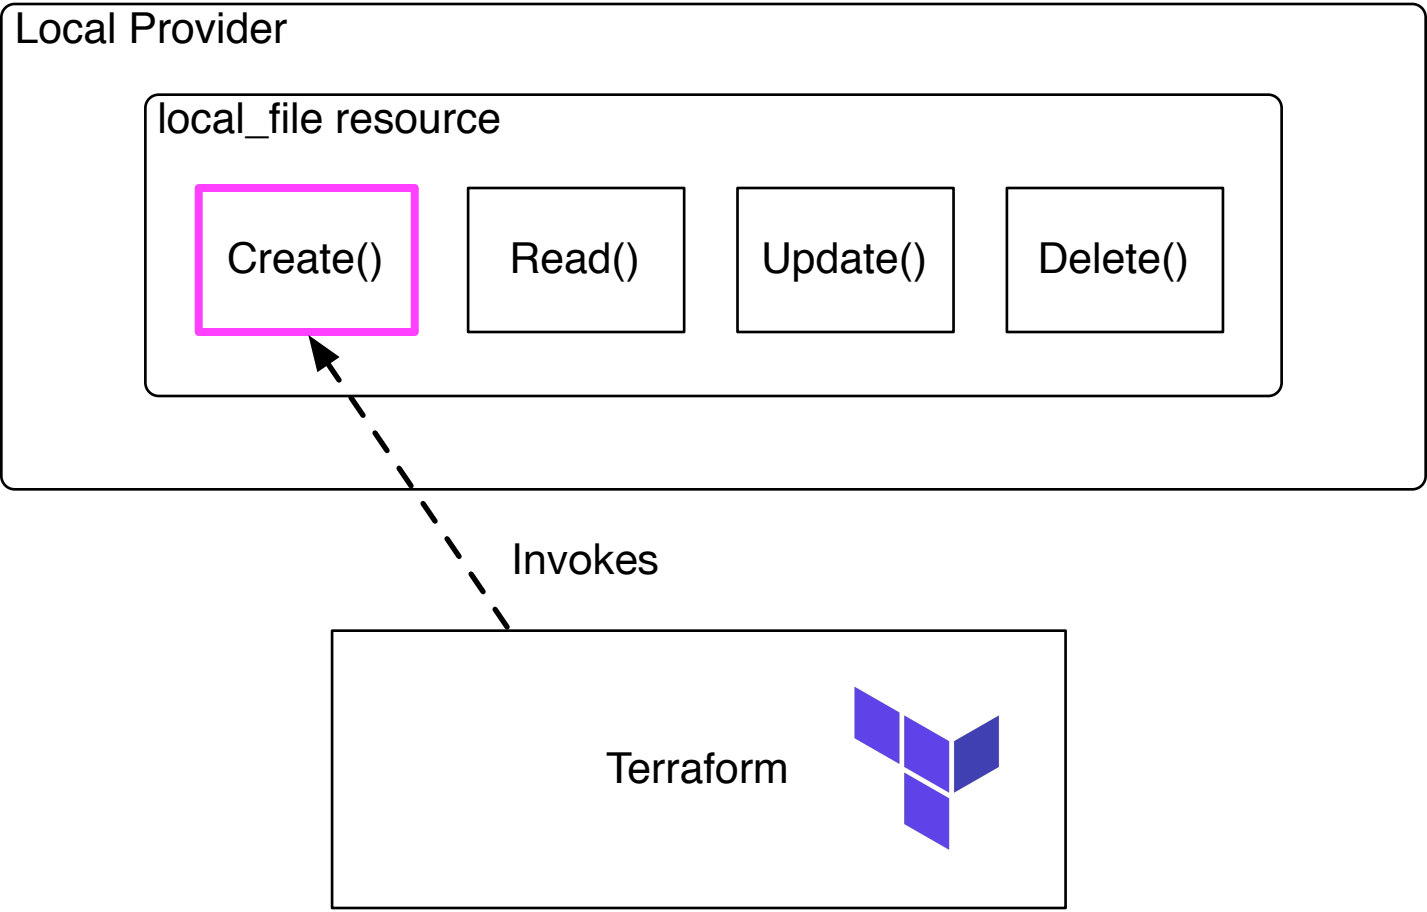 Local Provider
local_file resource
Create()
Read()
Update()
Delete()
Invokes
Terraform